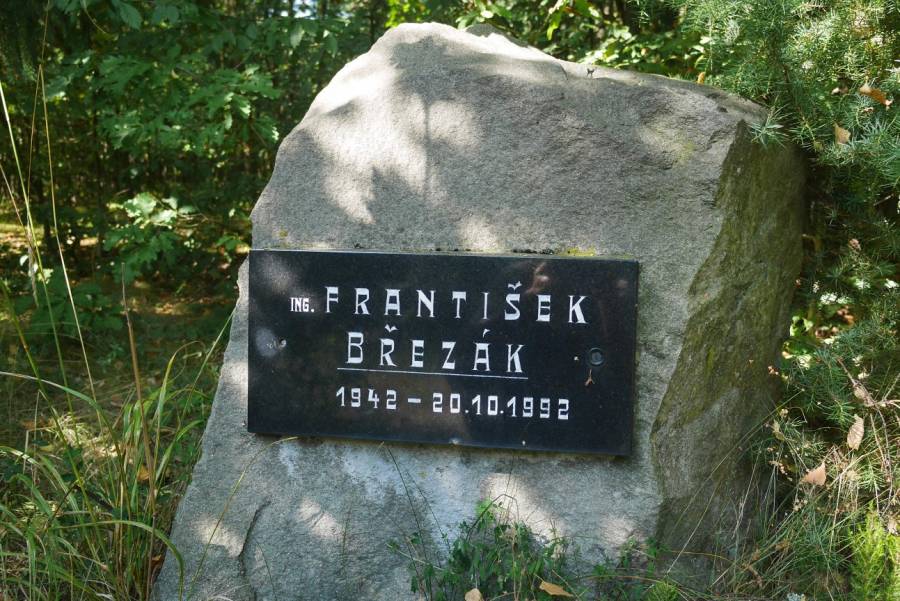 ING. FRANTIŠEK
BŘEZÁK
1942 – 20.10.1992